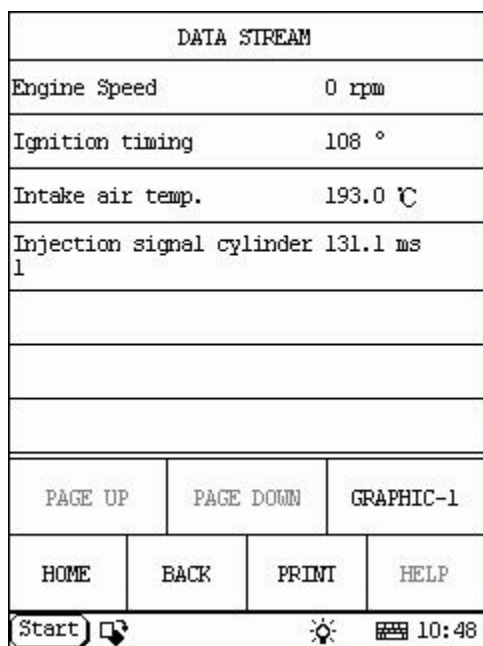 DATA STREAM
Engine Speed 0 rpm
Ignition timing 108 °
Intake air temp. 193.0 ℃
Injection signal cylinder 131.1 ms
1
PAGE UP PAGE DOWN GRAPHIC-1
HOME BACK PRINT HELP
Start 10:48